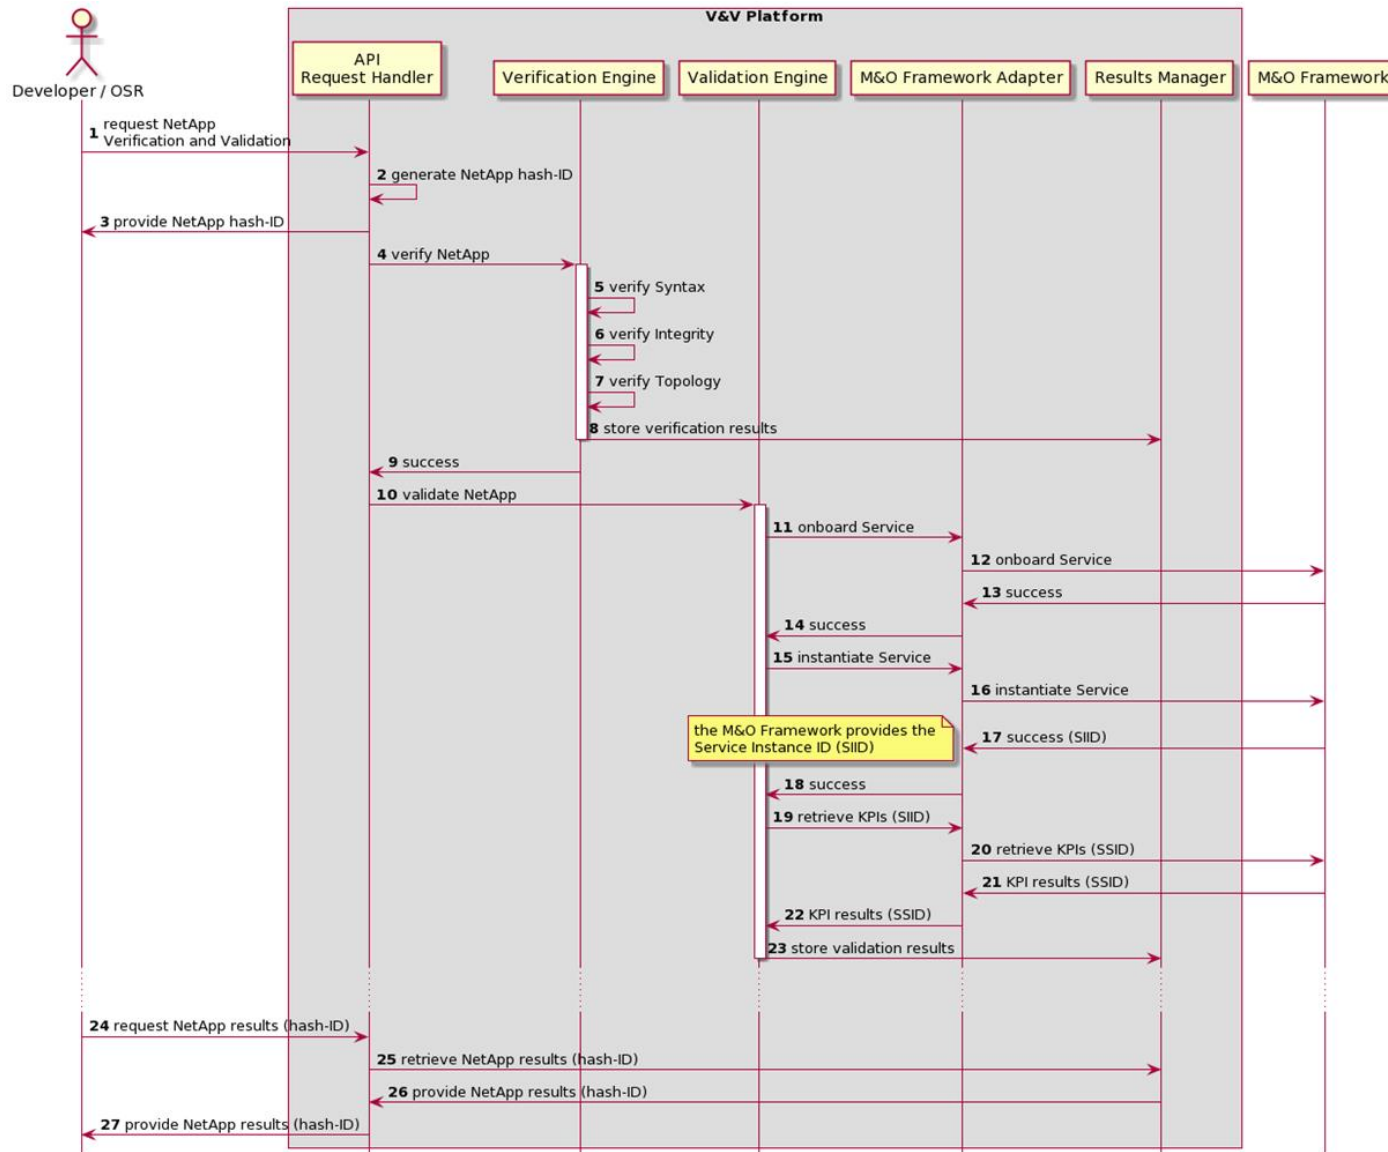 V&V Platform
Developer / OSR
API
Request Handler
Verification Engine
Validation Engine
M&O Framework Adapter
Results Manager
M&O Framework
1 request NetApp
Verification and Validation
2 generate NetApp hash-ID
3 provide NetApp hash-ID
4 verify NetApp
5 verify Syntax
6 verify Integrity
7 verify Topology
8 store verification results
9 success
10 validate NetApp
11 onboard Service
12 onboard Service
13 success
14 success
15 instantiate Service
16 instantiate Service
the M&O Framework provides the
Service Instance ID (SIID)
17 success (SIID)
18 success
19 retrieve KPIs (SIID)
20 retrieve KPIs (SSID)
21 KPI results (SSID)
22 KPI results (SSID)
23 store validation results
24 request NetApp results (hash-ID)
25 retrieve NetApp results (hash-ID)
26 provide NetApp results (hash-ID)
27 provide NetApp results (hash-ID)